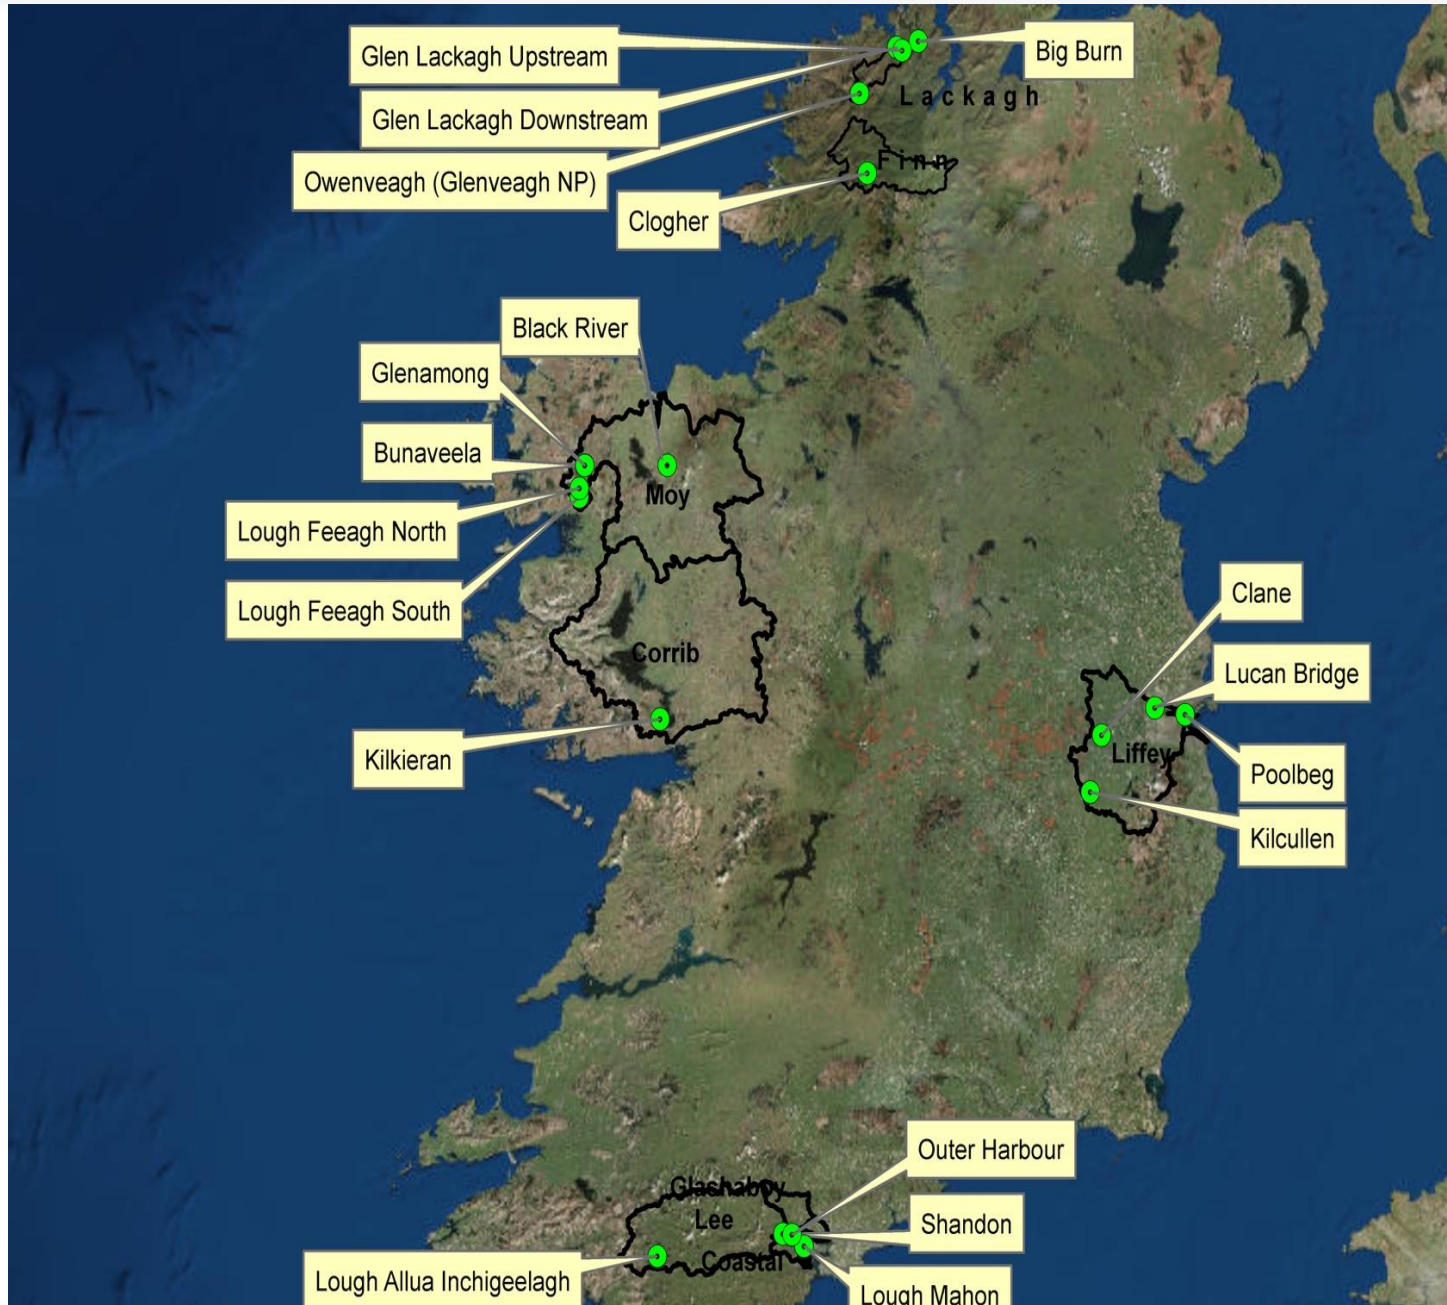 Glen Lackagh Upstream
Big Burn
Lackagh
Glen Lackagh Downstream
Finn
Owenveagh (Glenveagh NP)
Clogher
Black River
Glenamong
Bunaveela
Moy
Lough Feeagh North
Clane
Lough Feeagh South
Corrib
Lucan Bridge
Kilkieran
Liffey
Poolbeg
Kilcullen
Outer Harbour
Glashaboy
Lee
Shandon
Coastal
Lough Allua Inchigeelagh
Lough Mahon